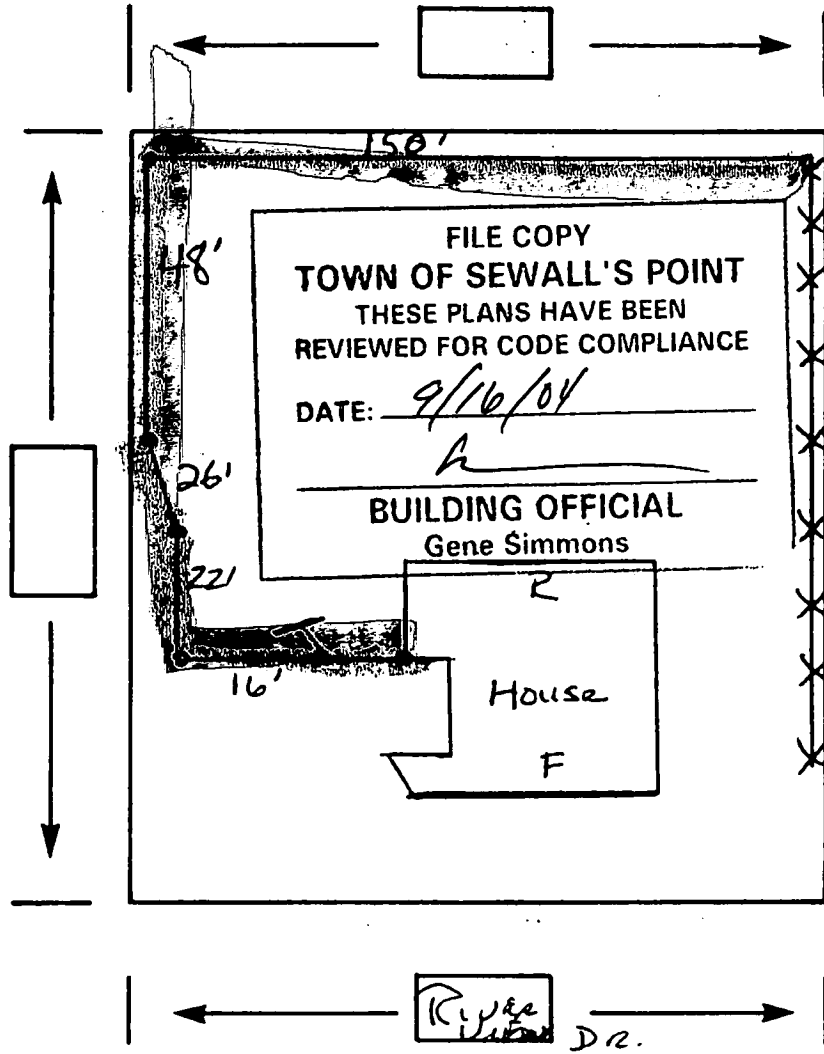 150'
48'
FILE COPY
TOWN OF SEWALL'S POINT
THESE PLANS HAVE BEEN
REVIEWED FOR CODE COMPLIANCE
DATE: 9/16/04
BUILDING OFFICIAL
Gene Simmons
26'
22'
R
16'
House
F
River
DR.